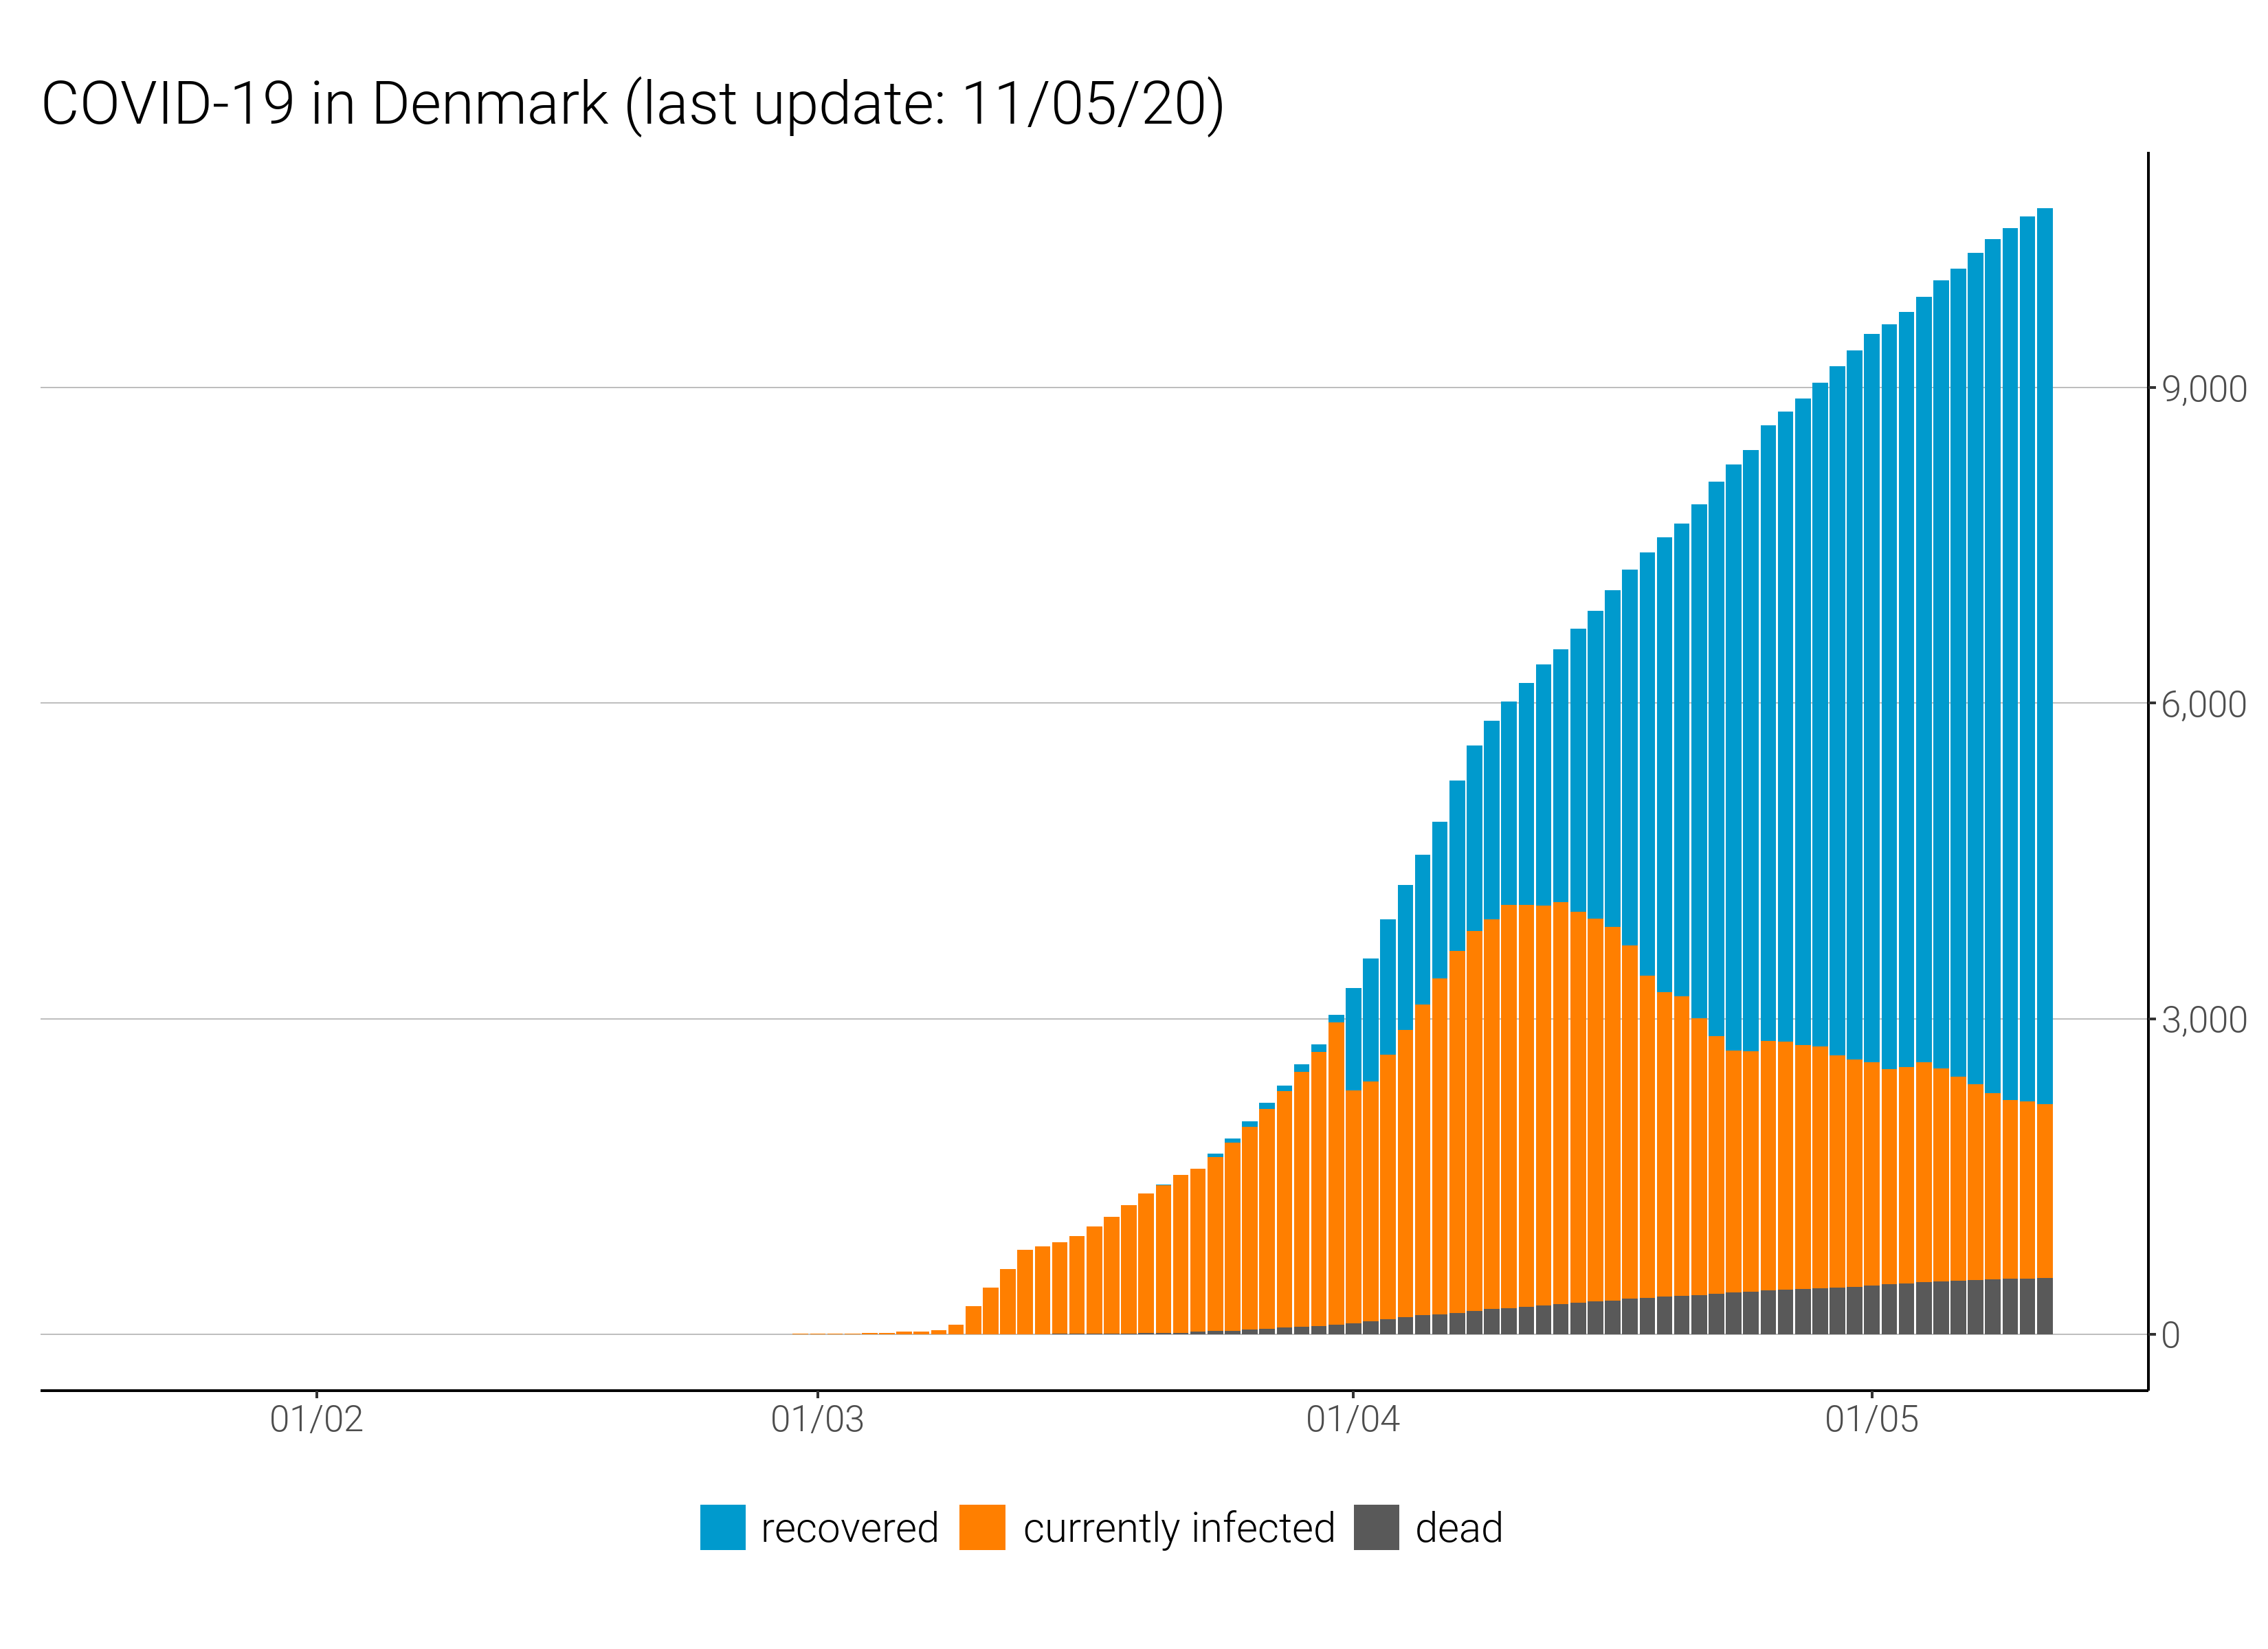 COVID-19 in Denmark (last update: 11/05/20)
9,000
6,000
3,000
0
01/02 01/03 01/04 01/05
recovered currently infected dead